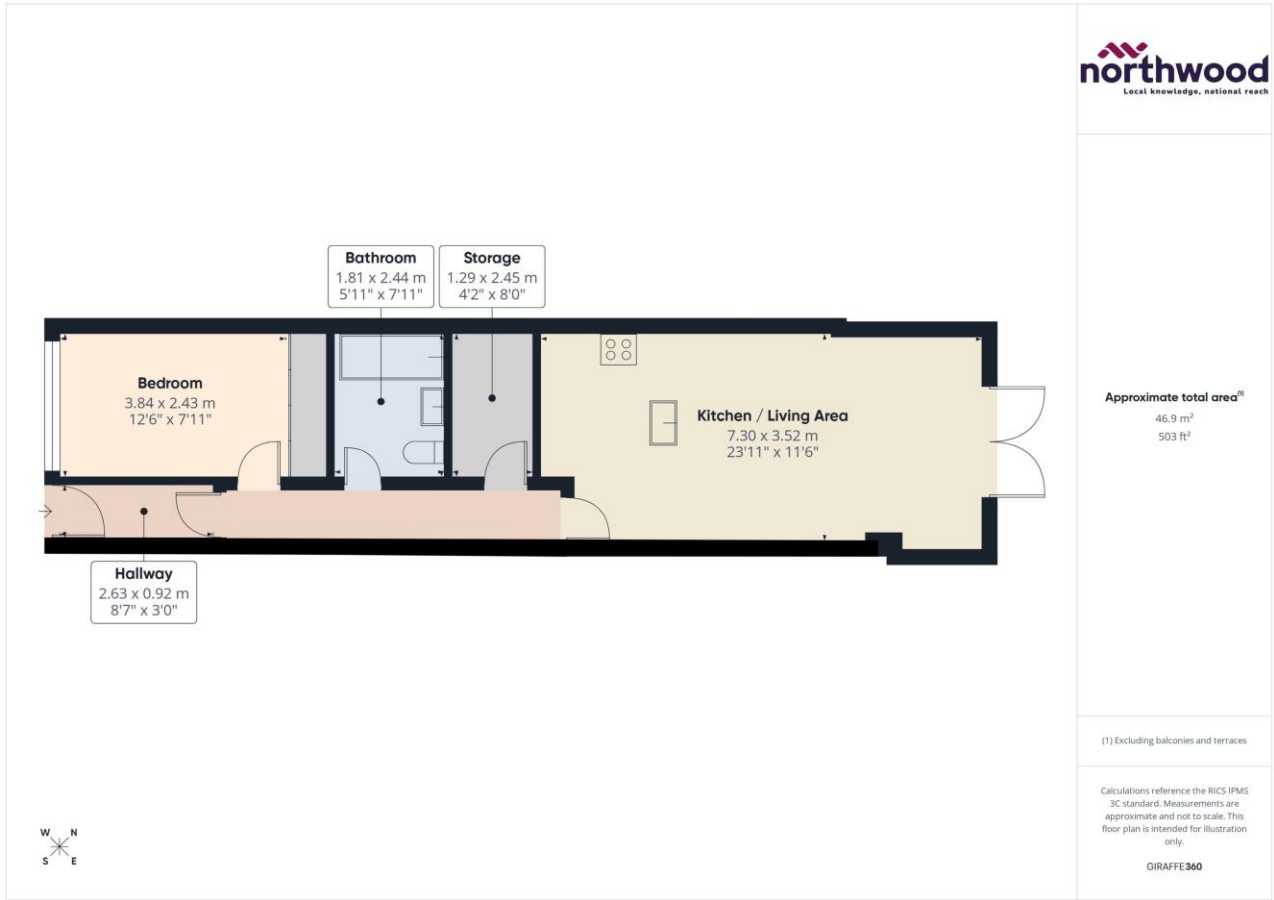 northwood
Local knowledge, national reach
Bathroom
1.81 x 2.44 m
5'11" x 7'11"
Storage
1.29 x 2.45 m
4'2" x 8'0"
Bedroom
3.84 x 2.43 m
12'6" x 7'11"
Kitchen / Living Area
7.30 x 3.52 m
23'11" x 11'6"
Hallway
2.63 x 0.92 m
8'7" x 3'0"
Approximate total area(1)
46.9 m²
503 ft²
(1) Excluding balconies and terraces
Calculations reference the RICS IPMS
3C standard. Measurements are
approximate and not to scale. This
floor plan is intended for illustration
only.
GIRAFFE360
W N
S E